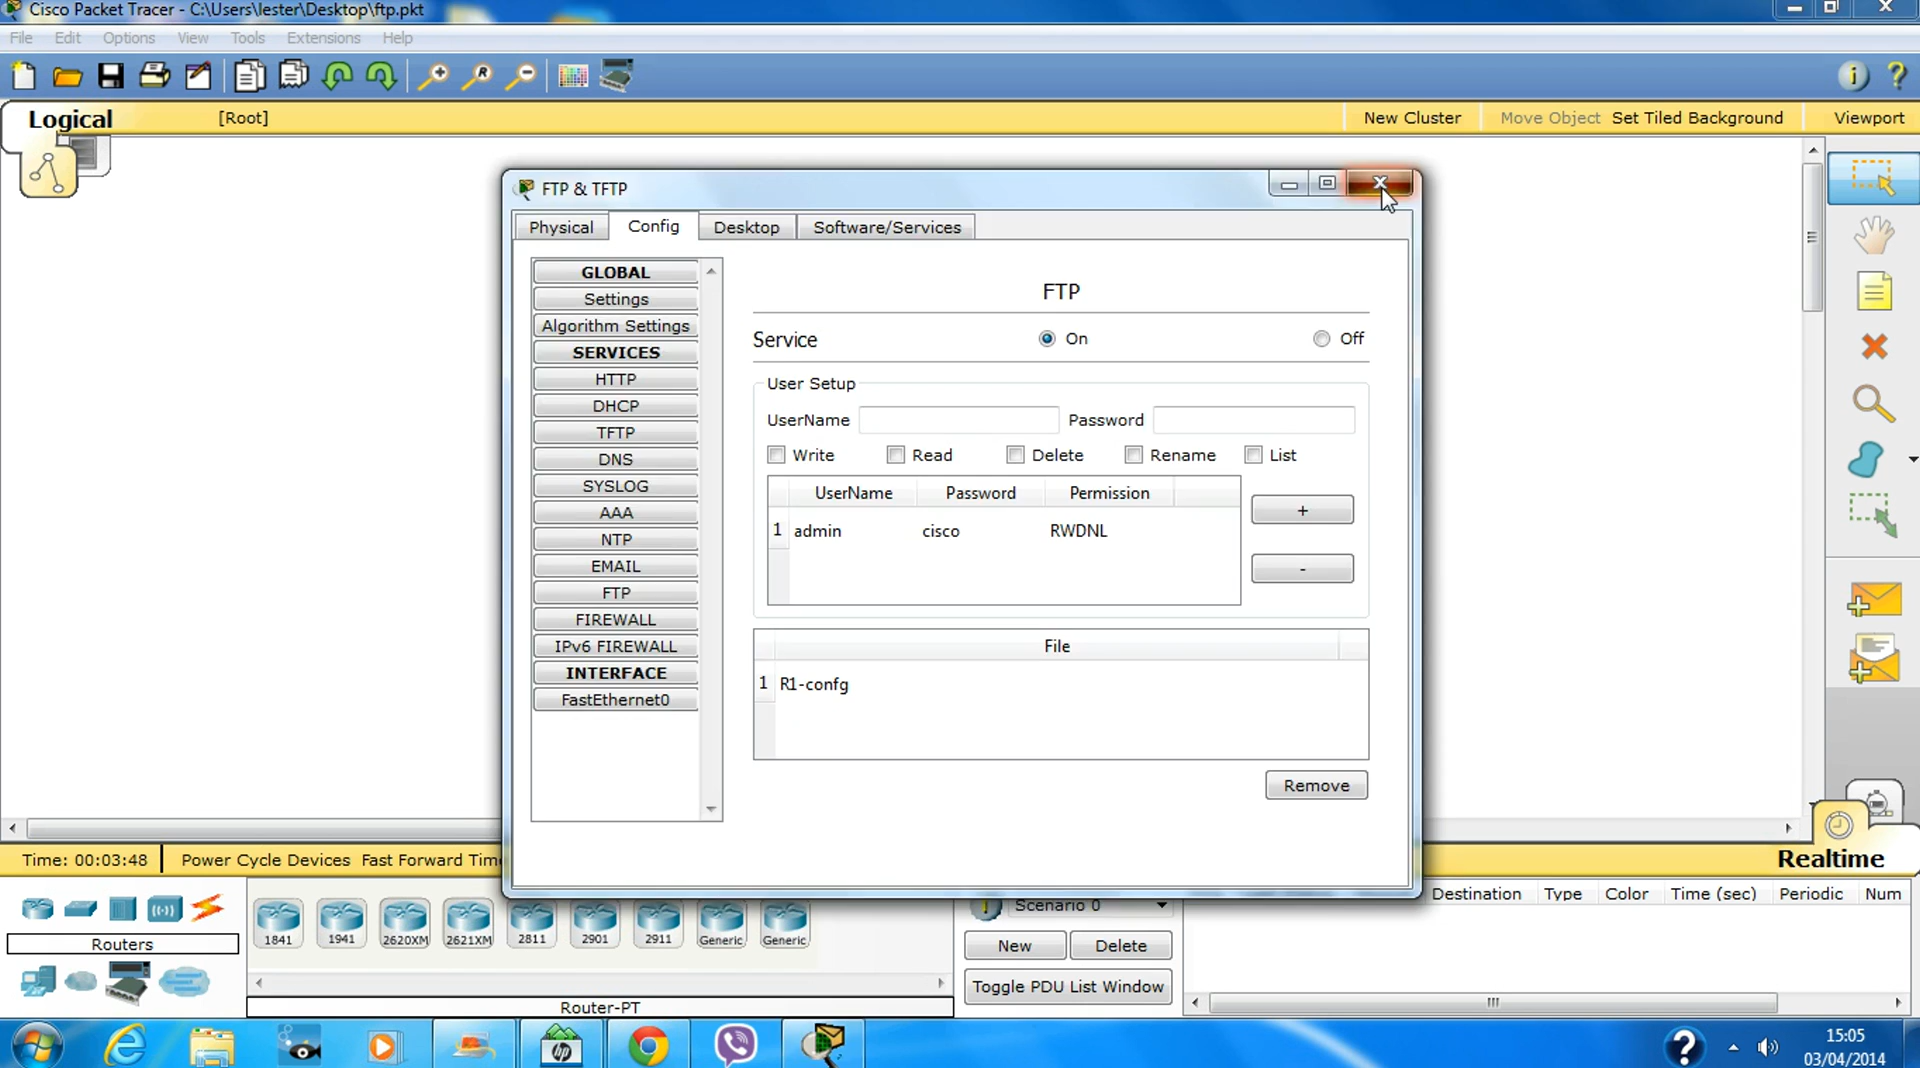 Cisco Packet Tracer - C:\Users\lester\Desktop\ftp.pkt
File Edit Options View Tools Extensions Help
Logical [Root] New Cluster Move Object Set Tiled Background Viewport
FTP & TFTP
Physical Config Desktop Software/Services
GLOBAL
Settings
Algorithm Settings
SERVICES
HTTP
DHCP
TFTP
DNS
SYSLOG
AAA
NTP
EMAIL
FTP
FIREWALL
IPv6 FIREWALL
INTERFACE
FastEthernet0
FTP
Service On Off
User Setup
UserName Password
Write Read Delete Rename List
UserName Password Permission
1 admin cisco RWDNL
+
-
File
1 R1-confg
Remove
Time: 00:03:48 Power Cycle Devices Fast Forward Time
Realtime
Routers
1841 1941 2620XM 2621XM 2811 2901 2911 Generic Generic
Router-PT
Scenario 0
New Delete
Toggle PDU List Window
Destination Type Color Time (sec) Periodic Num
hp
15:05
03/04/2014